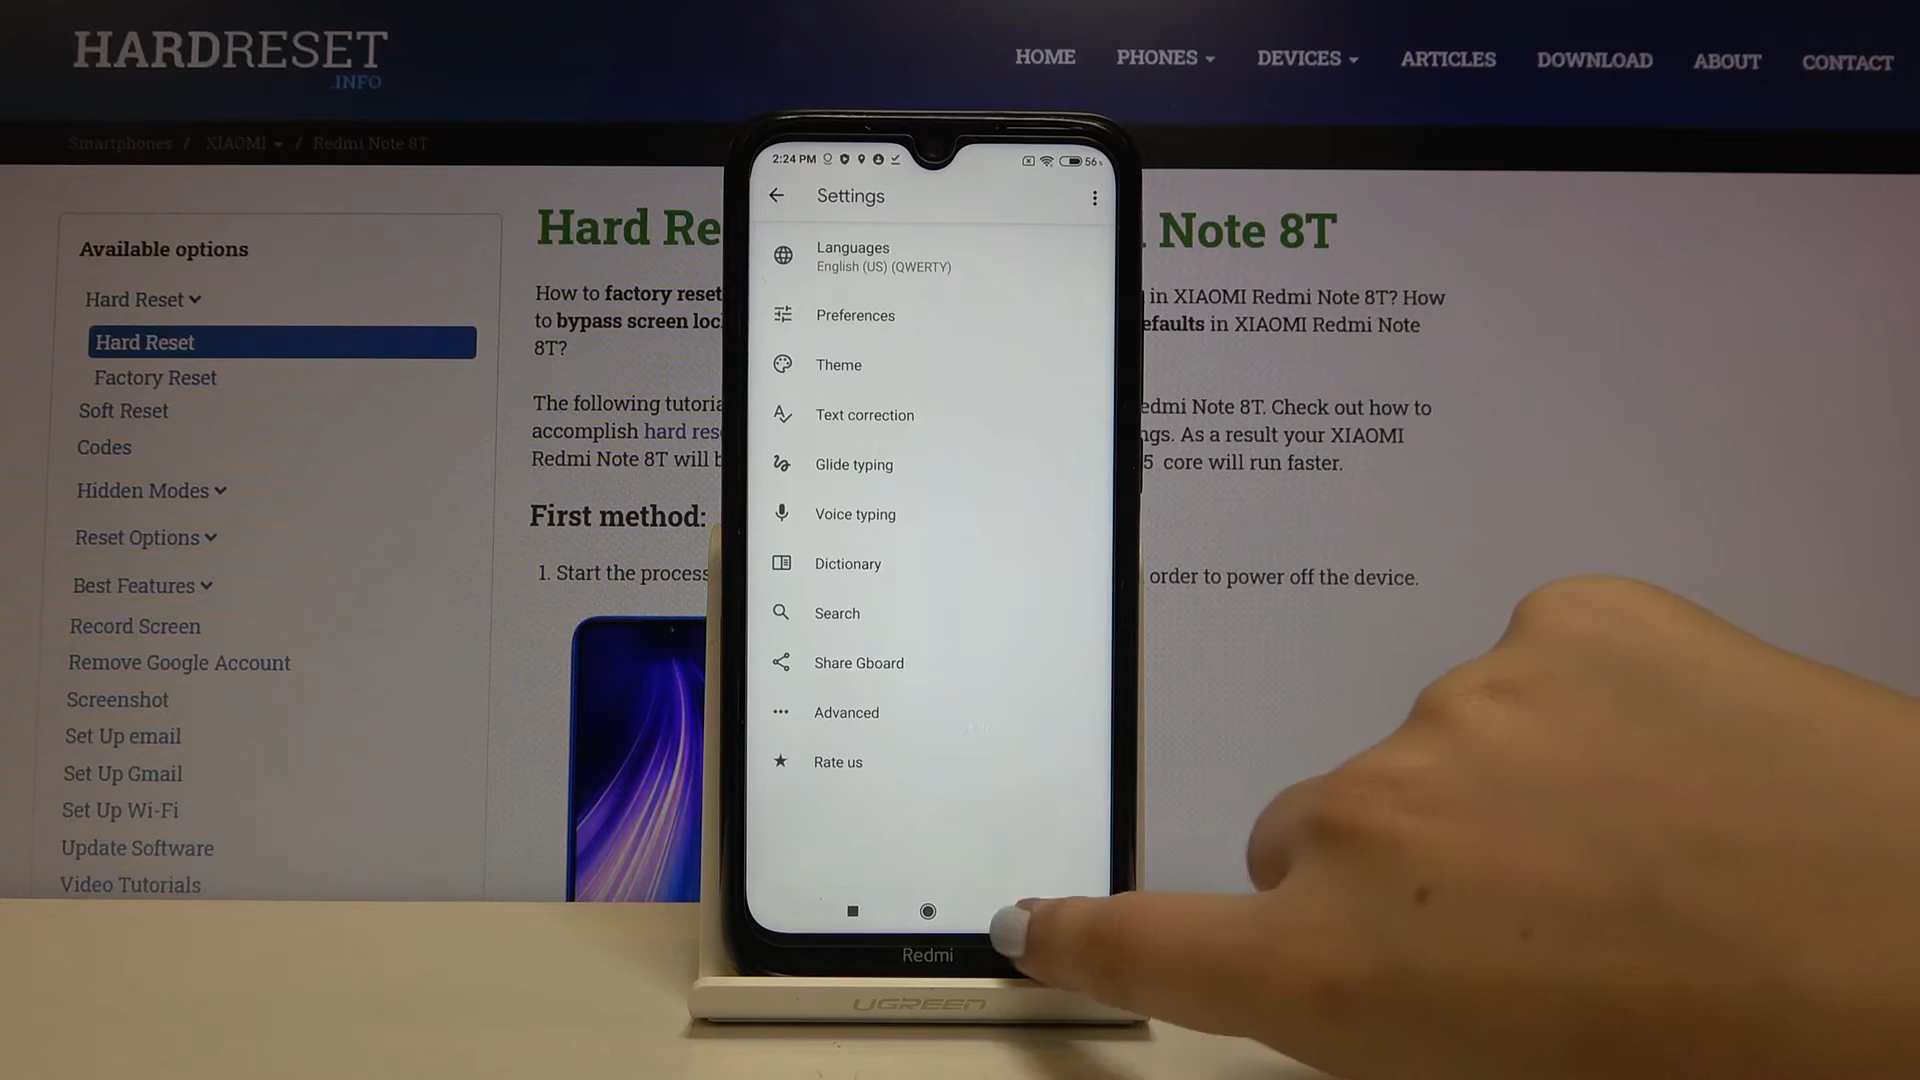 HARDRESET
.INFO
HOME PHONES DEVICES ARTICLES DOWNLOAD ABOUT CONTACT
Smartphones / XIAOMI / Redmi Note 8T
Available options
Hard Reset
Hard Reset
Factory Reset
Soft Reset
Codes
Hidden Modes
Reset Options
Best Features
Record Screen
Remove Google Account
Screenshot
Set Up email
Set Up Gmail
Set Up Wi-Fi
Update Software
Video Tutorials
Hard Re Note 8T
How to factory reset in XIAOMI Redmi Note 8T? How
to bypass screen loc efaults in XIAOMI Redmi Note
8T?
The following tutoria edmi Note 8T. Check out how to
accomplish hard res ngs. As a result your XIAOMI
Redmi Note 8T will b 5 core will run faster.
First method:
1. Start the process order to power off the device.
2:24 PM 56
Settings
Languages
English (US) (QWERTY)
Preferences
Theme
Text correction
Glide typing
Voice typing
Dictionary
Search
Share Gboard
Advanced
Rate us
Redmi
UGREEN